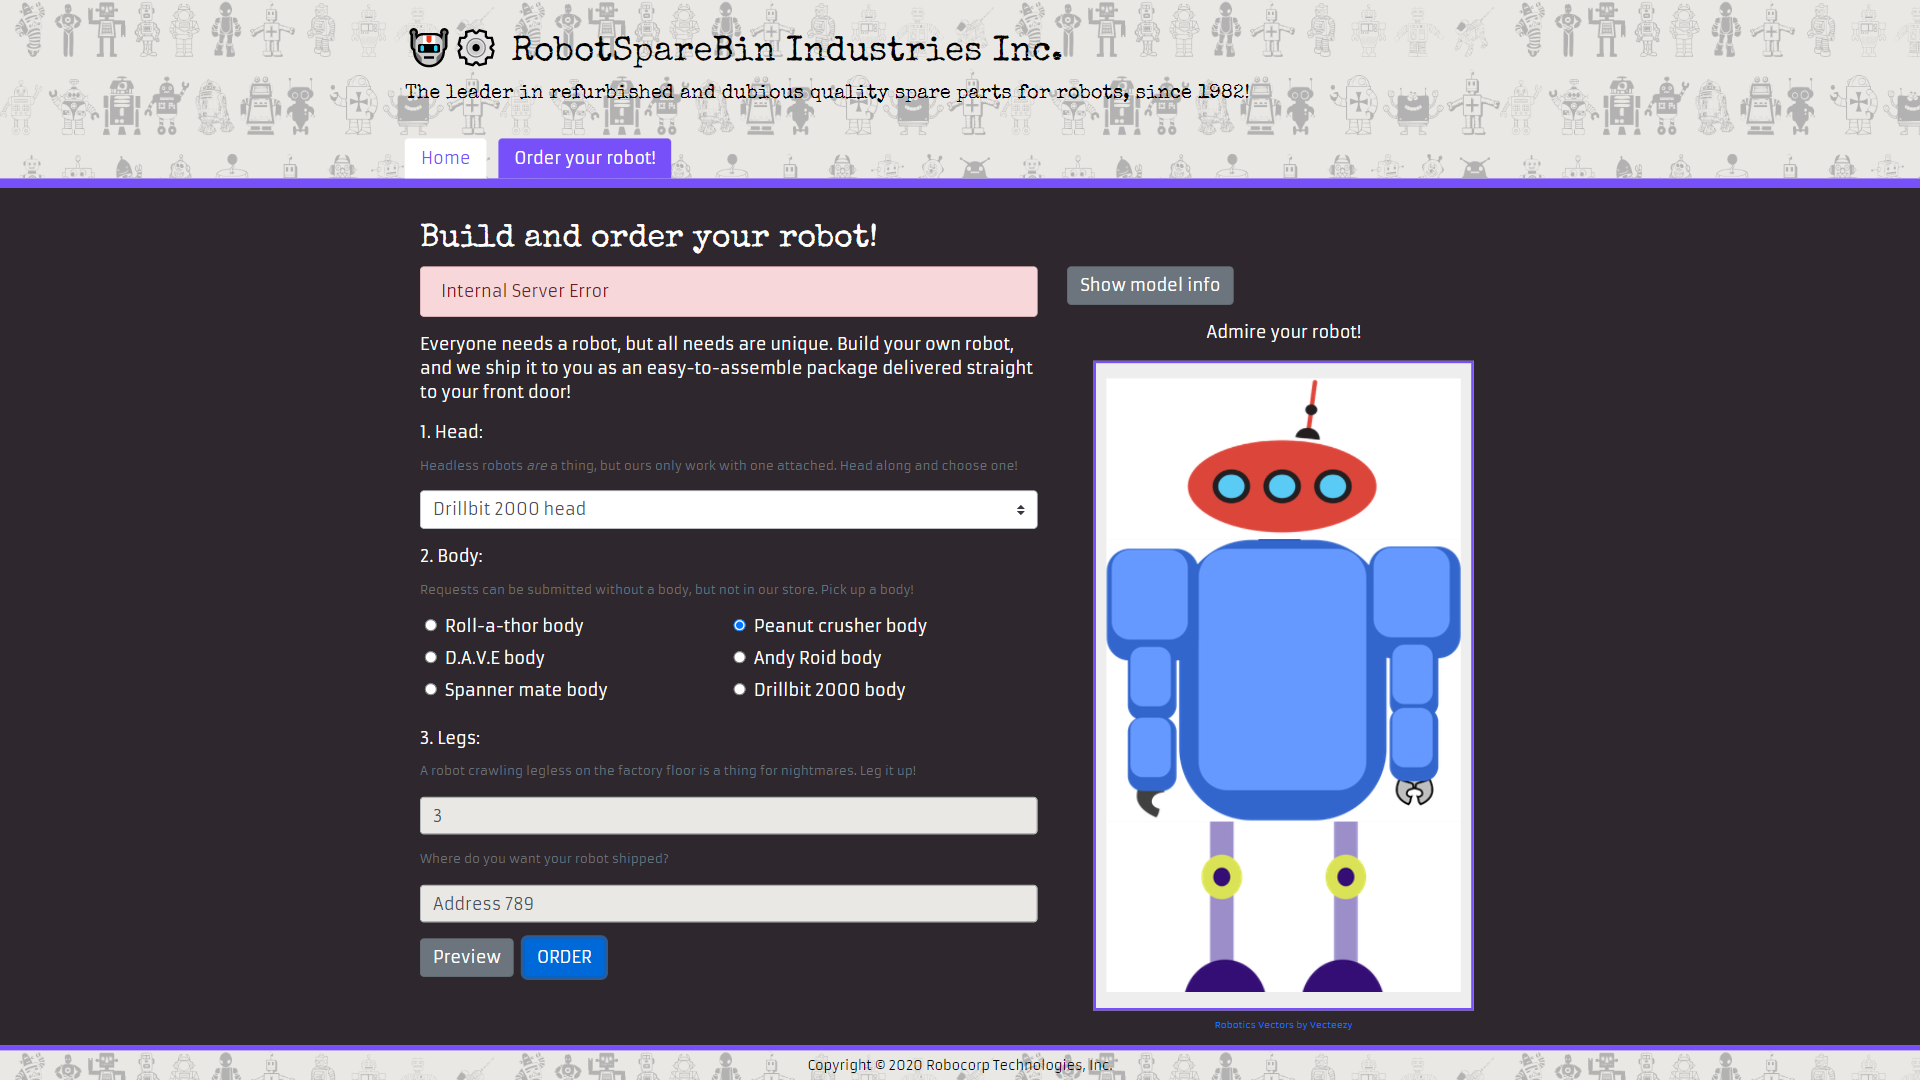 RobotSpareBin Industries Inc.
The leader in refurbished and dubious quality spare parts for robots, since 1982!
Home
Order your robot!
Build and order your robot!
Internal Server Error
Everyone needs a robot, but all needs are unique. Build your own robot,
and we ship it to you as an easy-to-assemble package delivered straight
to your front door!
1. Head:
Headless robots are a thing, but ours only work with one attached. Head along and choose one!
Drillbit 2000 head
2. Body:
Requests can be submitted without a body, but not in our store. Pick up a body!
Roll-a-thor body
Peanut crusher body
D.A.V.E body
Andy Roid body
Spanner mate body
Drillbit 2000 body
3. Legs:
A robot crawling legless on the factory floor is a thing for nightmares. Leg it up!
3
Where do you want your robot shipped?
Address 789
Preview
ORDER
Show model info
Admire your robot!
Robotics Vectors by Vecteezy
Copyright © 2020 Robocorp Technologies, Inc.